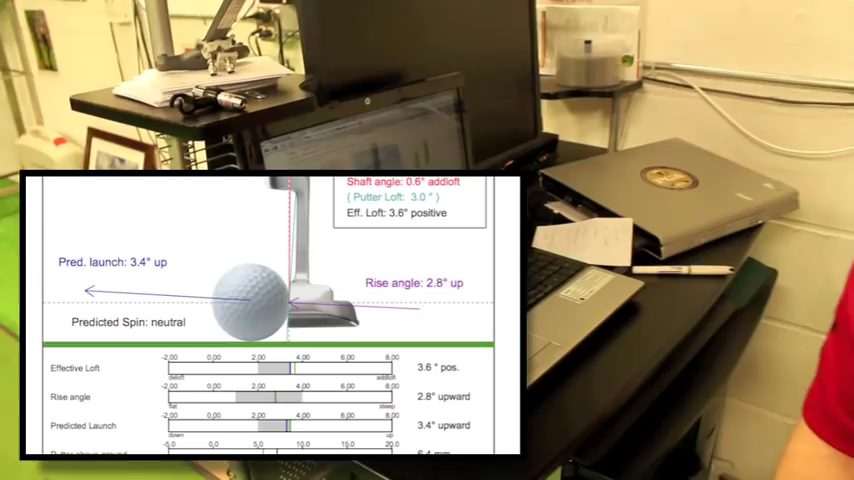 Shaft angle: 0.6° addloft
( Putter Loft: 3.0 ° )
Eff. Loft: 3.6° positive
Pred. launch: 3.4° up
Rise angle: 2.8° up
Predicted Spin: neutral
-2,00 0,00 2,00 4,00 6,00 8,00
Effective Loft 3.6 ° pos.
deloft addloft
-2,00 0,00 2,00 4,00 6,00 8,00
Rise angle 2.8° upward
flat steep
-2,00 0,00 2,00 4,00 6,00 8,00
Predicted Launch 3.4° upward
down up
-5,0 0,0 5,0 10,0 15,0 20,0